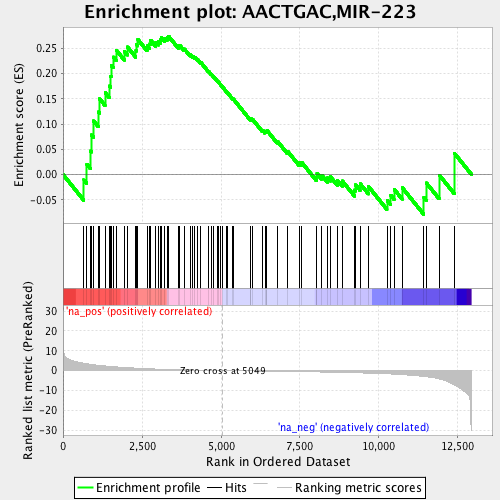 Enrichment plot: AACTGAC,MIR-223
Enrichment score (ES)
0.25
0.20
0.15
0.10
0.05
0.00
-0.05
'na_pos' (positively correlated)
Ranked list metric (PreRanked)
30
20
10
0
-10
-20
-30
Zero cross at 5049
'na_neg' (negatively correlated)
0
2,500
5,000
7,500
10,000
12,500
Rank in Ordered Dataset
Enrichment profile
Hits
Ranking metric scores